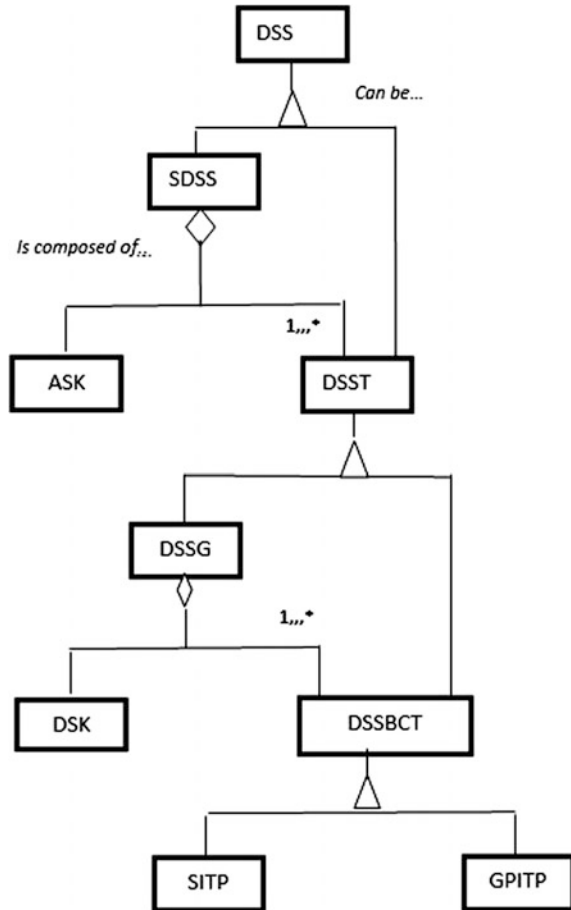 DSS
Can be...
SDSS
Is composed of,,,
1,,,*
ASK
DSST
DSSG
1,,,*
DSK
DSSBCT
SITP
GPITP